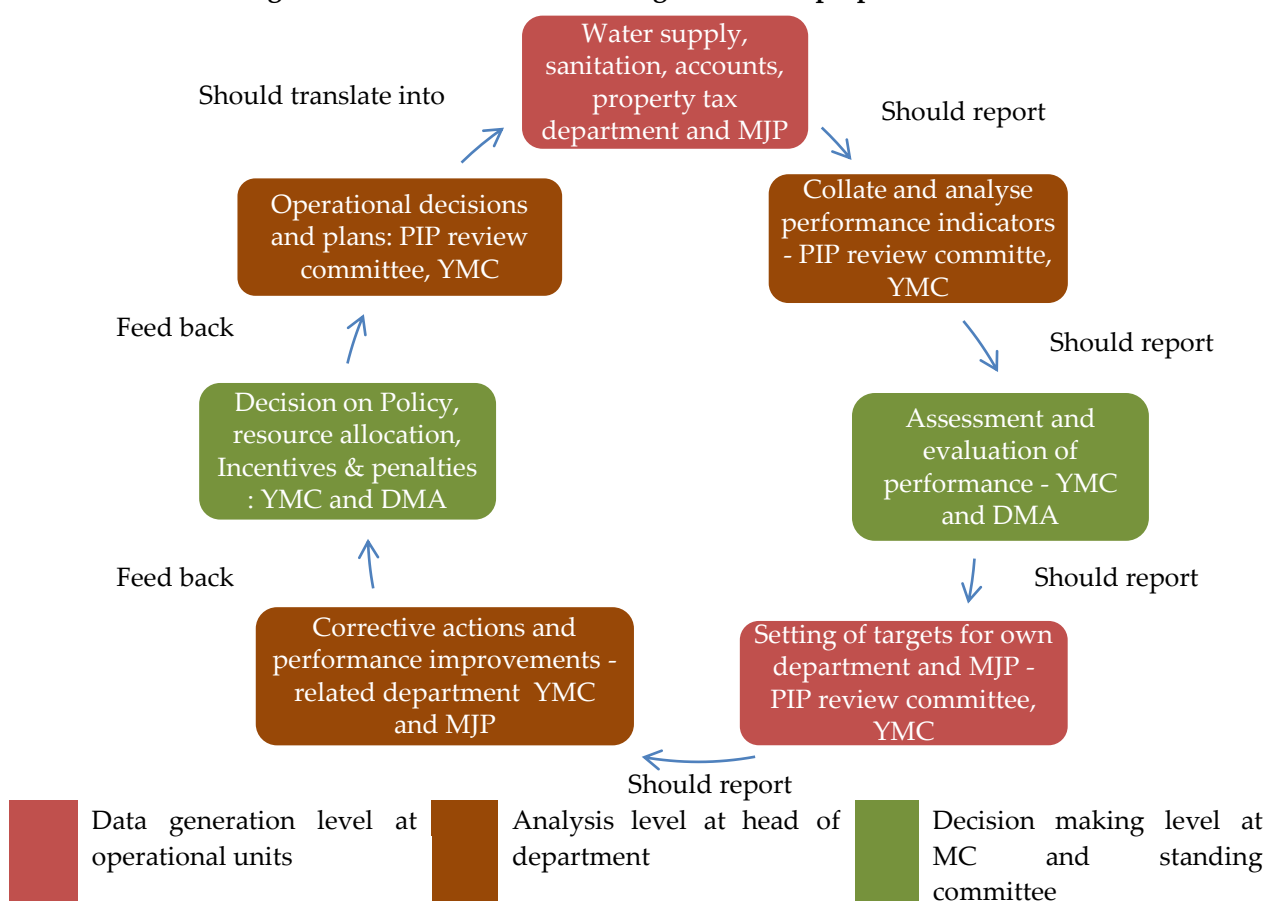 Water supply,
sanitation, accounts,
property tax
department and MJP
Should translate into
Should report
Operational decisions
and plans: PIP review
committee, YMC
Collate and analyse
performance indicators
- PIP review committe,
YMC
Feed back
Should report
Decision on Policy,
resource allocation,
Incentives & penalties
: YMC and DMA
Assessment and
evaluation of
performance - YMC
and DMA
Feed back
Should report
Corrective actions and
performance improvements -
related department YMC
and MJP
Setting of targets for own
department and MJP -
PIP review committee,
YMC
Should report
Data generation level at
operational units
Analysis level at head of
department
Decision making level at
MC and standing
committee